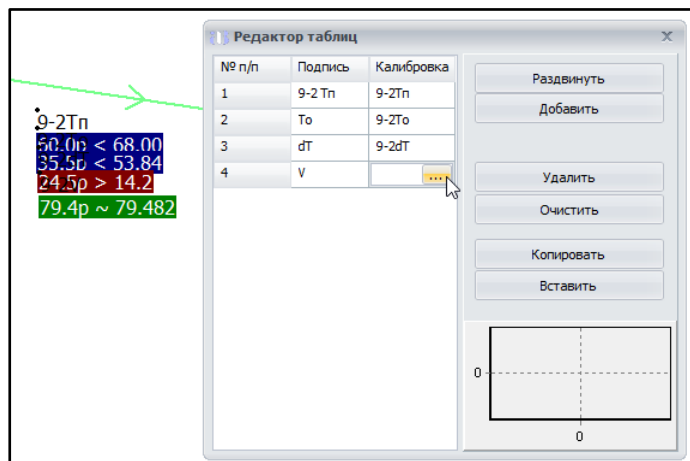 Редактор таблиц
№ п/п Подпись Калибровка
1 9-2 Тп 9-2Тп
2 То 9-2То
3 dT 9-2dT
4 V ...
Раздвинуть
Добавить
Удалить
Очистить
Копировать
Вставить
0
0
9-2Тп
60.0р < 68.00
35.5р < 53.84
24.5р > 14.2
79.4р ~ 79.482